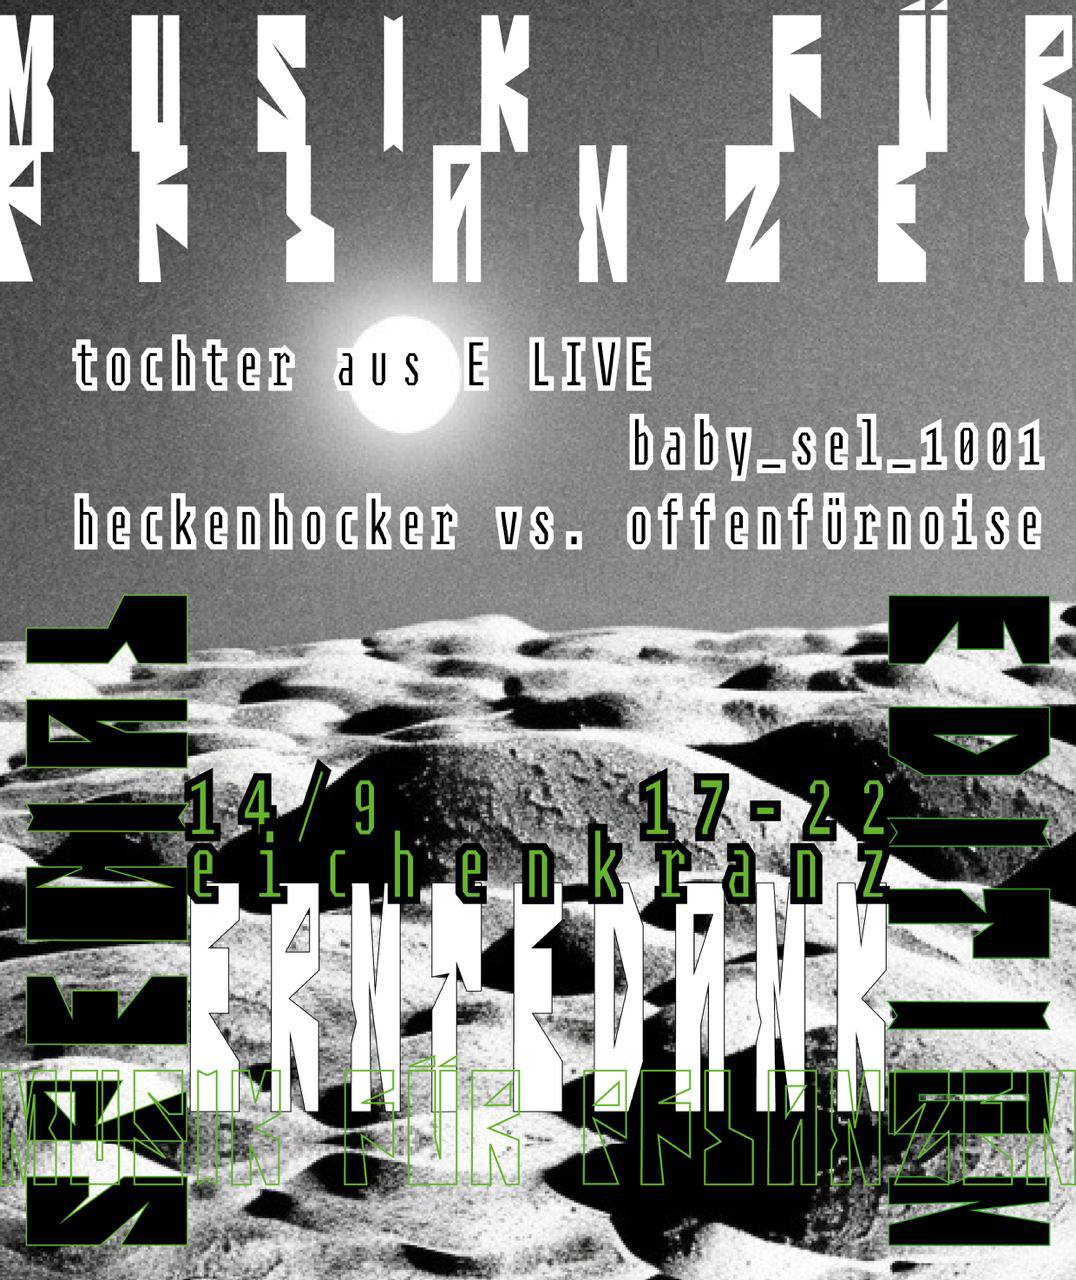 MUSIK FÜR
PFLANZEN
tochter aus E LIVE
baby_sel_1001
heckenhocker vs. offenfürnoise
14/9 17-22
eichenkranz
ERNTEDANK
MUSIK FÜR PFLANZEN
EDITION